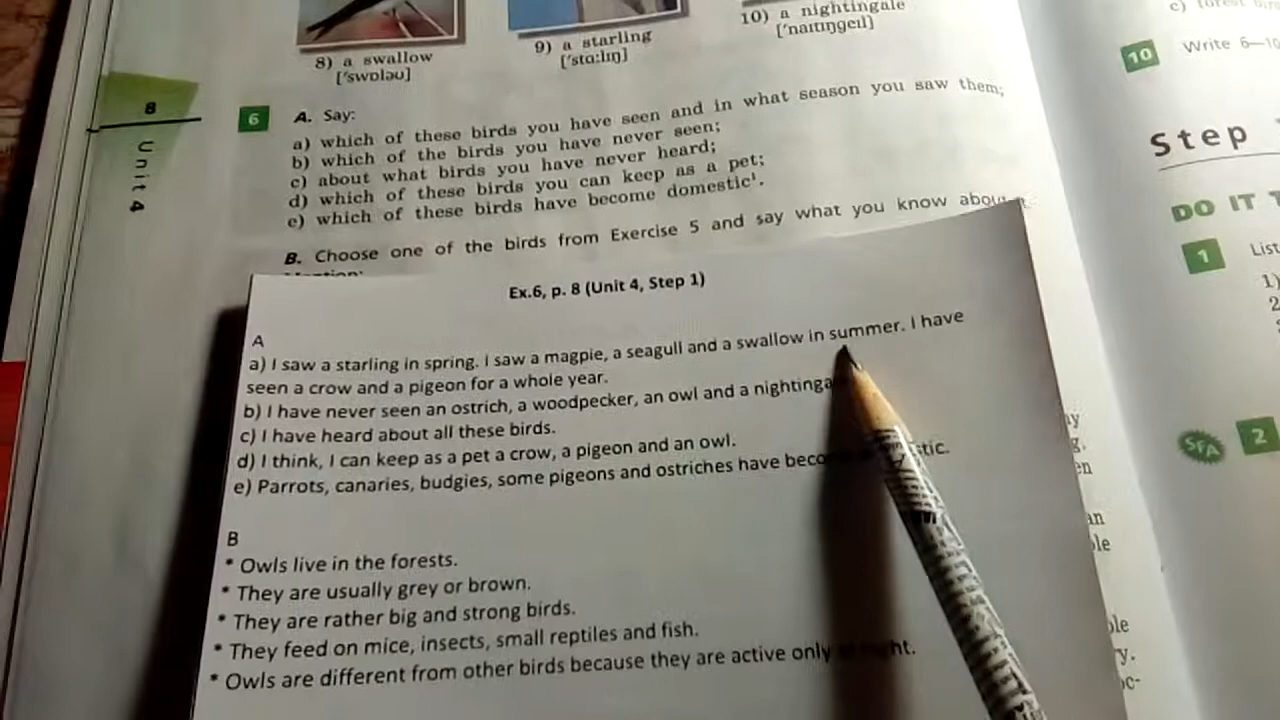 8) a swallow
['swɒləʊ]
9) a starling
['stɑ:lɪŋ]
10) a nightingale
['naɪtɪŋgeɪl]
8
Unit 4
6 A. Say:
a) which of these birds you have seen and in what season you saw them;
b) which of the birds you have never seen;
c) about what birds you have never heard;
d) which of these birds you can keep as a pet;
e) which of these birds have become domestic¹.
B. Choose one of the birds from Exercise 5 and say what you know about
Ex.6, p. 8 (Unit 4, Step 1)
A
a) I saw a starling in spring. I saw a magpie, a seagull and a swallow in summer. I have
seen a crow and a pigeon for a whole year.
b) I have never seen an ostrich, a woodpecker, an owl and a
c) I have heard about all these birds.
d) I think, I can keep as a pet a crow, a pigeon and an owl.
e) Parrots, canaries, budgies, some pigeons and ostriches have
B
* Owls live in the forests.
* They are usually grey or brown.
* They are rather big and strong birds.
* They feed on mice, insects, small reptiles and fish.
* Owls are different from other birds because they are active only
10 Write 6—10
Step
DO IT
1 List
1)
2
SFA 2